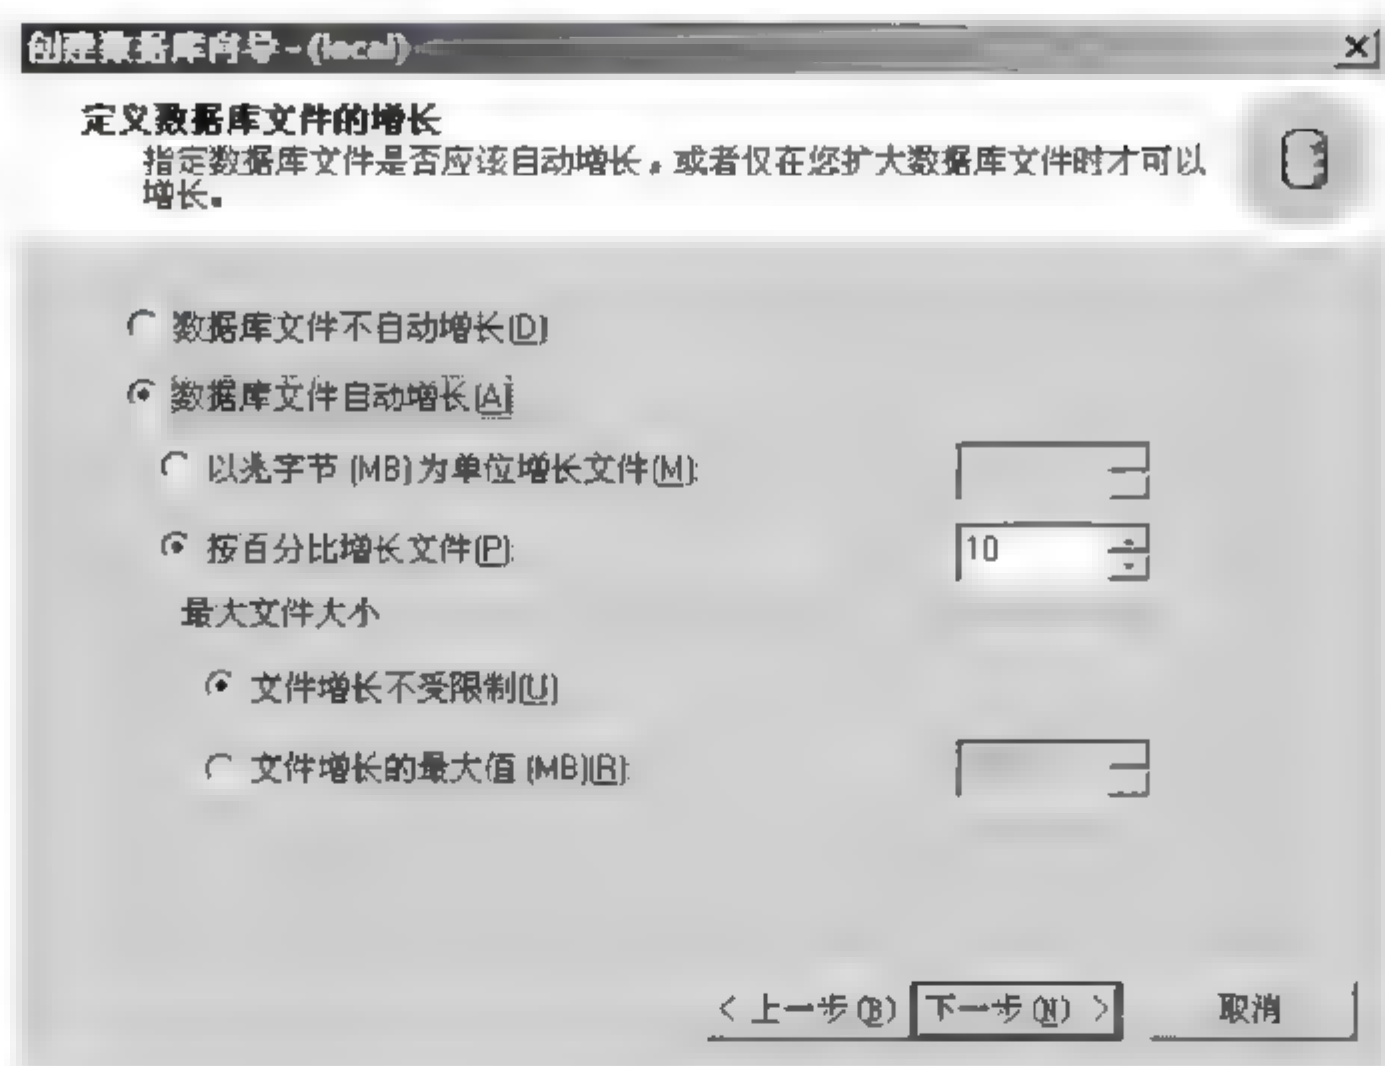 创建数据库向导 - (local)
定义数据库文件的增长
指定数据库文件是否应该自动增长，或者仅在您扩大数据库文件时才可以
增长。
数据库文件不自动增长(D)
数据库文件自动增长(A)
以兆字节 (MB) 为单位增长文件(M):
按百分比增长文件(P):
10
最大文件大小
文件增长不受限制(U)
文件增长的最大值 (MB)(R):
< 上一步(B) 下一步(N) > 取消